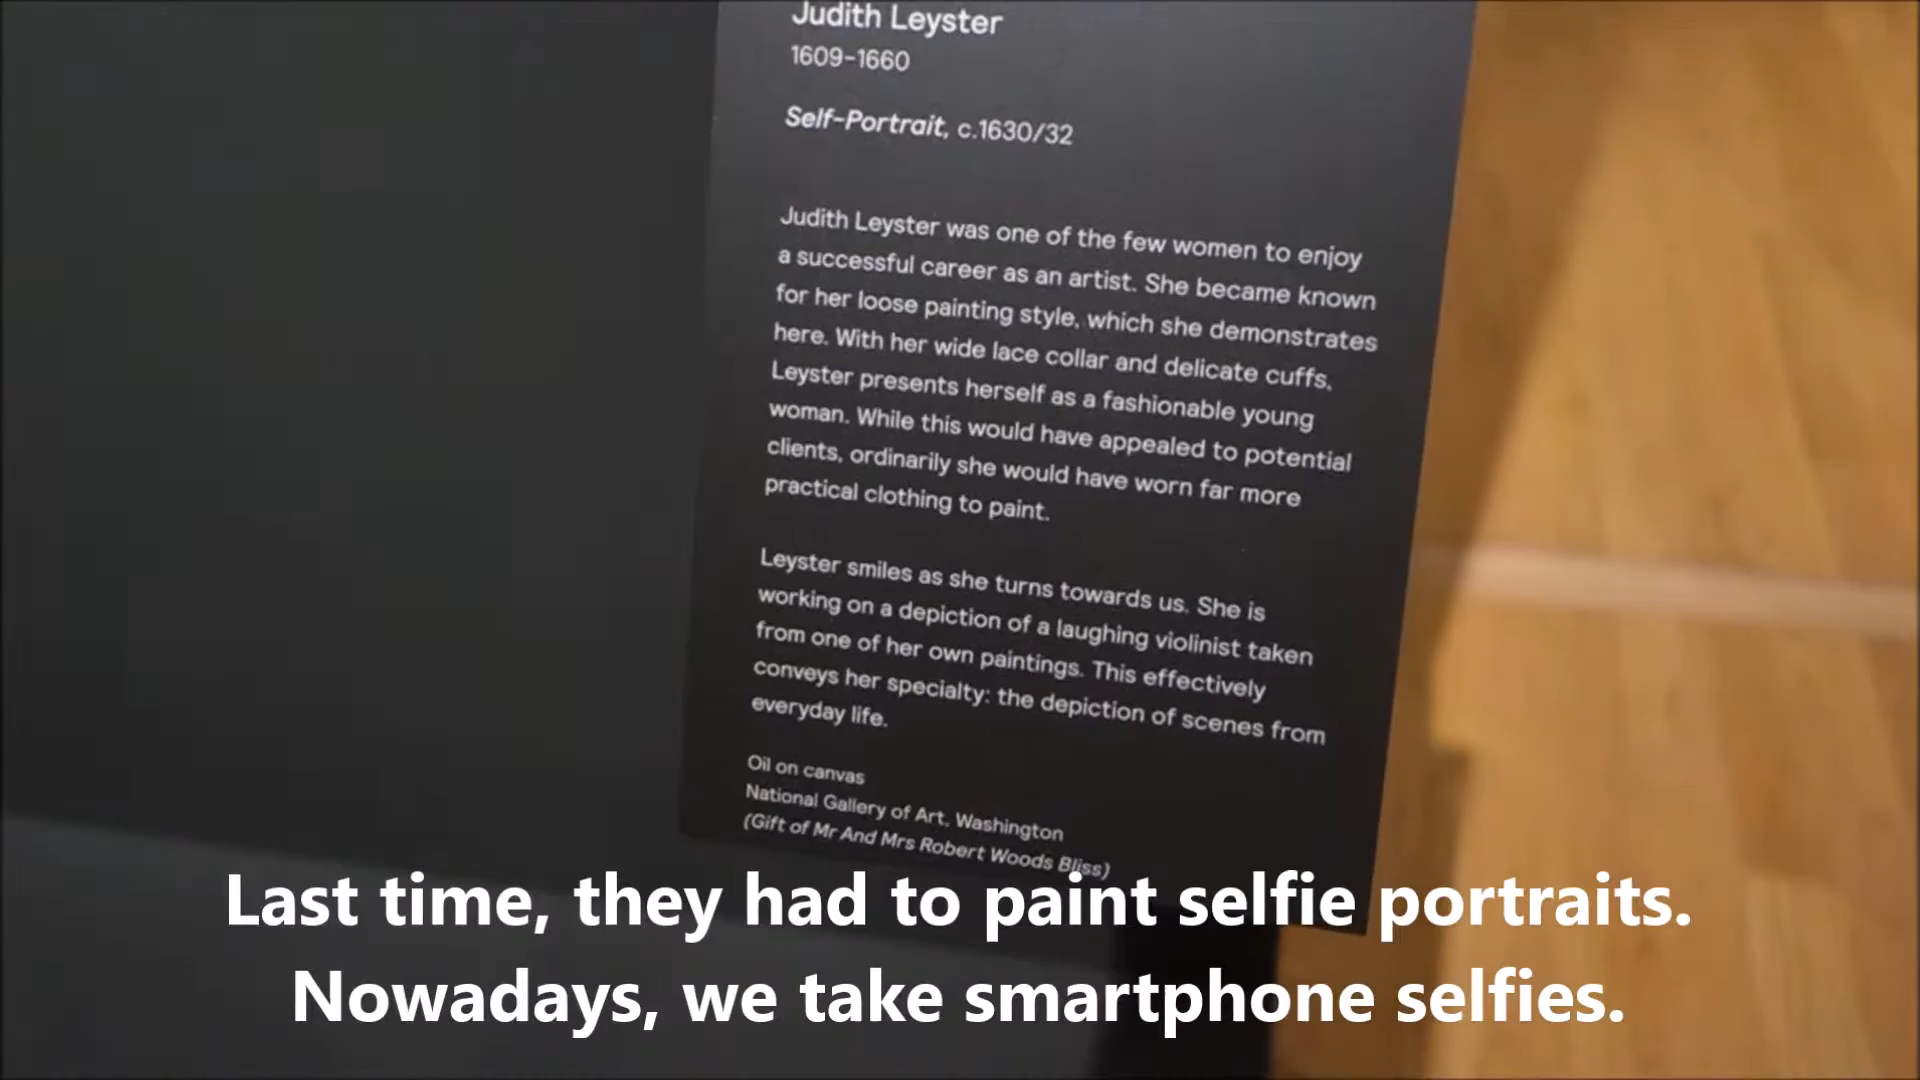 Judith Leyster
1609-1660
Self-Portrait, c.1630/32
Judith Leyster was one of the few women to enjoy
a successful career as an artist. She became known
for her loose painting style, which she demonstrates
here. With her wide lace collar and delicate cuffs,
Leyster presents herself as a fashionable young
woman. While this would have appealed to potential
clients, ordinarily she would have worn far more
practical clothing to paint.
Leyster smiles as she turns towards us. She is
working on a depiction of a laughing violinist taken
from one of her own paintings. This effectively
conveys her specialty: the depiction of scenes from
everyday life.
Oil on canvas
National Gallery of Art, Washington
(Gift of Mr And Mrs Robert Woods Bliss)
Last time, they had to paint selfie portraits.
Nowadays, we take smartphone selfies.